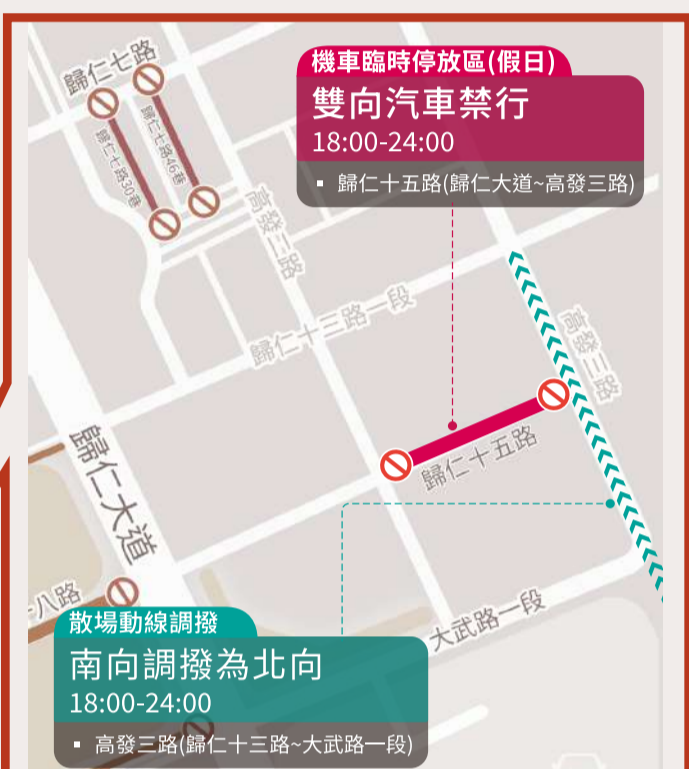 歸仁七路
機車臨時停放區(假日)
雙向汽車禁行
18:00-24:00
▪ 歸仁十五路(歸仁大道~高發三路)
歸仁七路30巷
歸仁七路46巷
高發二路
歸仁十三路一段
高發三路
歸仁十五路
歸仁大道
十八路
大武路一段
散場動線調撥
南向調撥為北向
18:00-24:00
▪ 高發三路(歸仁十三路~大武路一段)